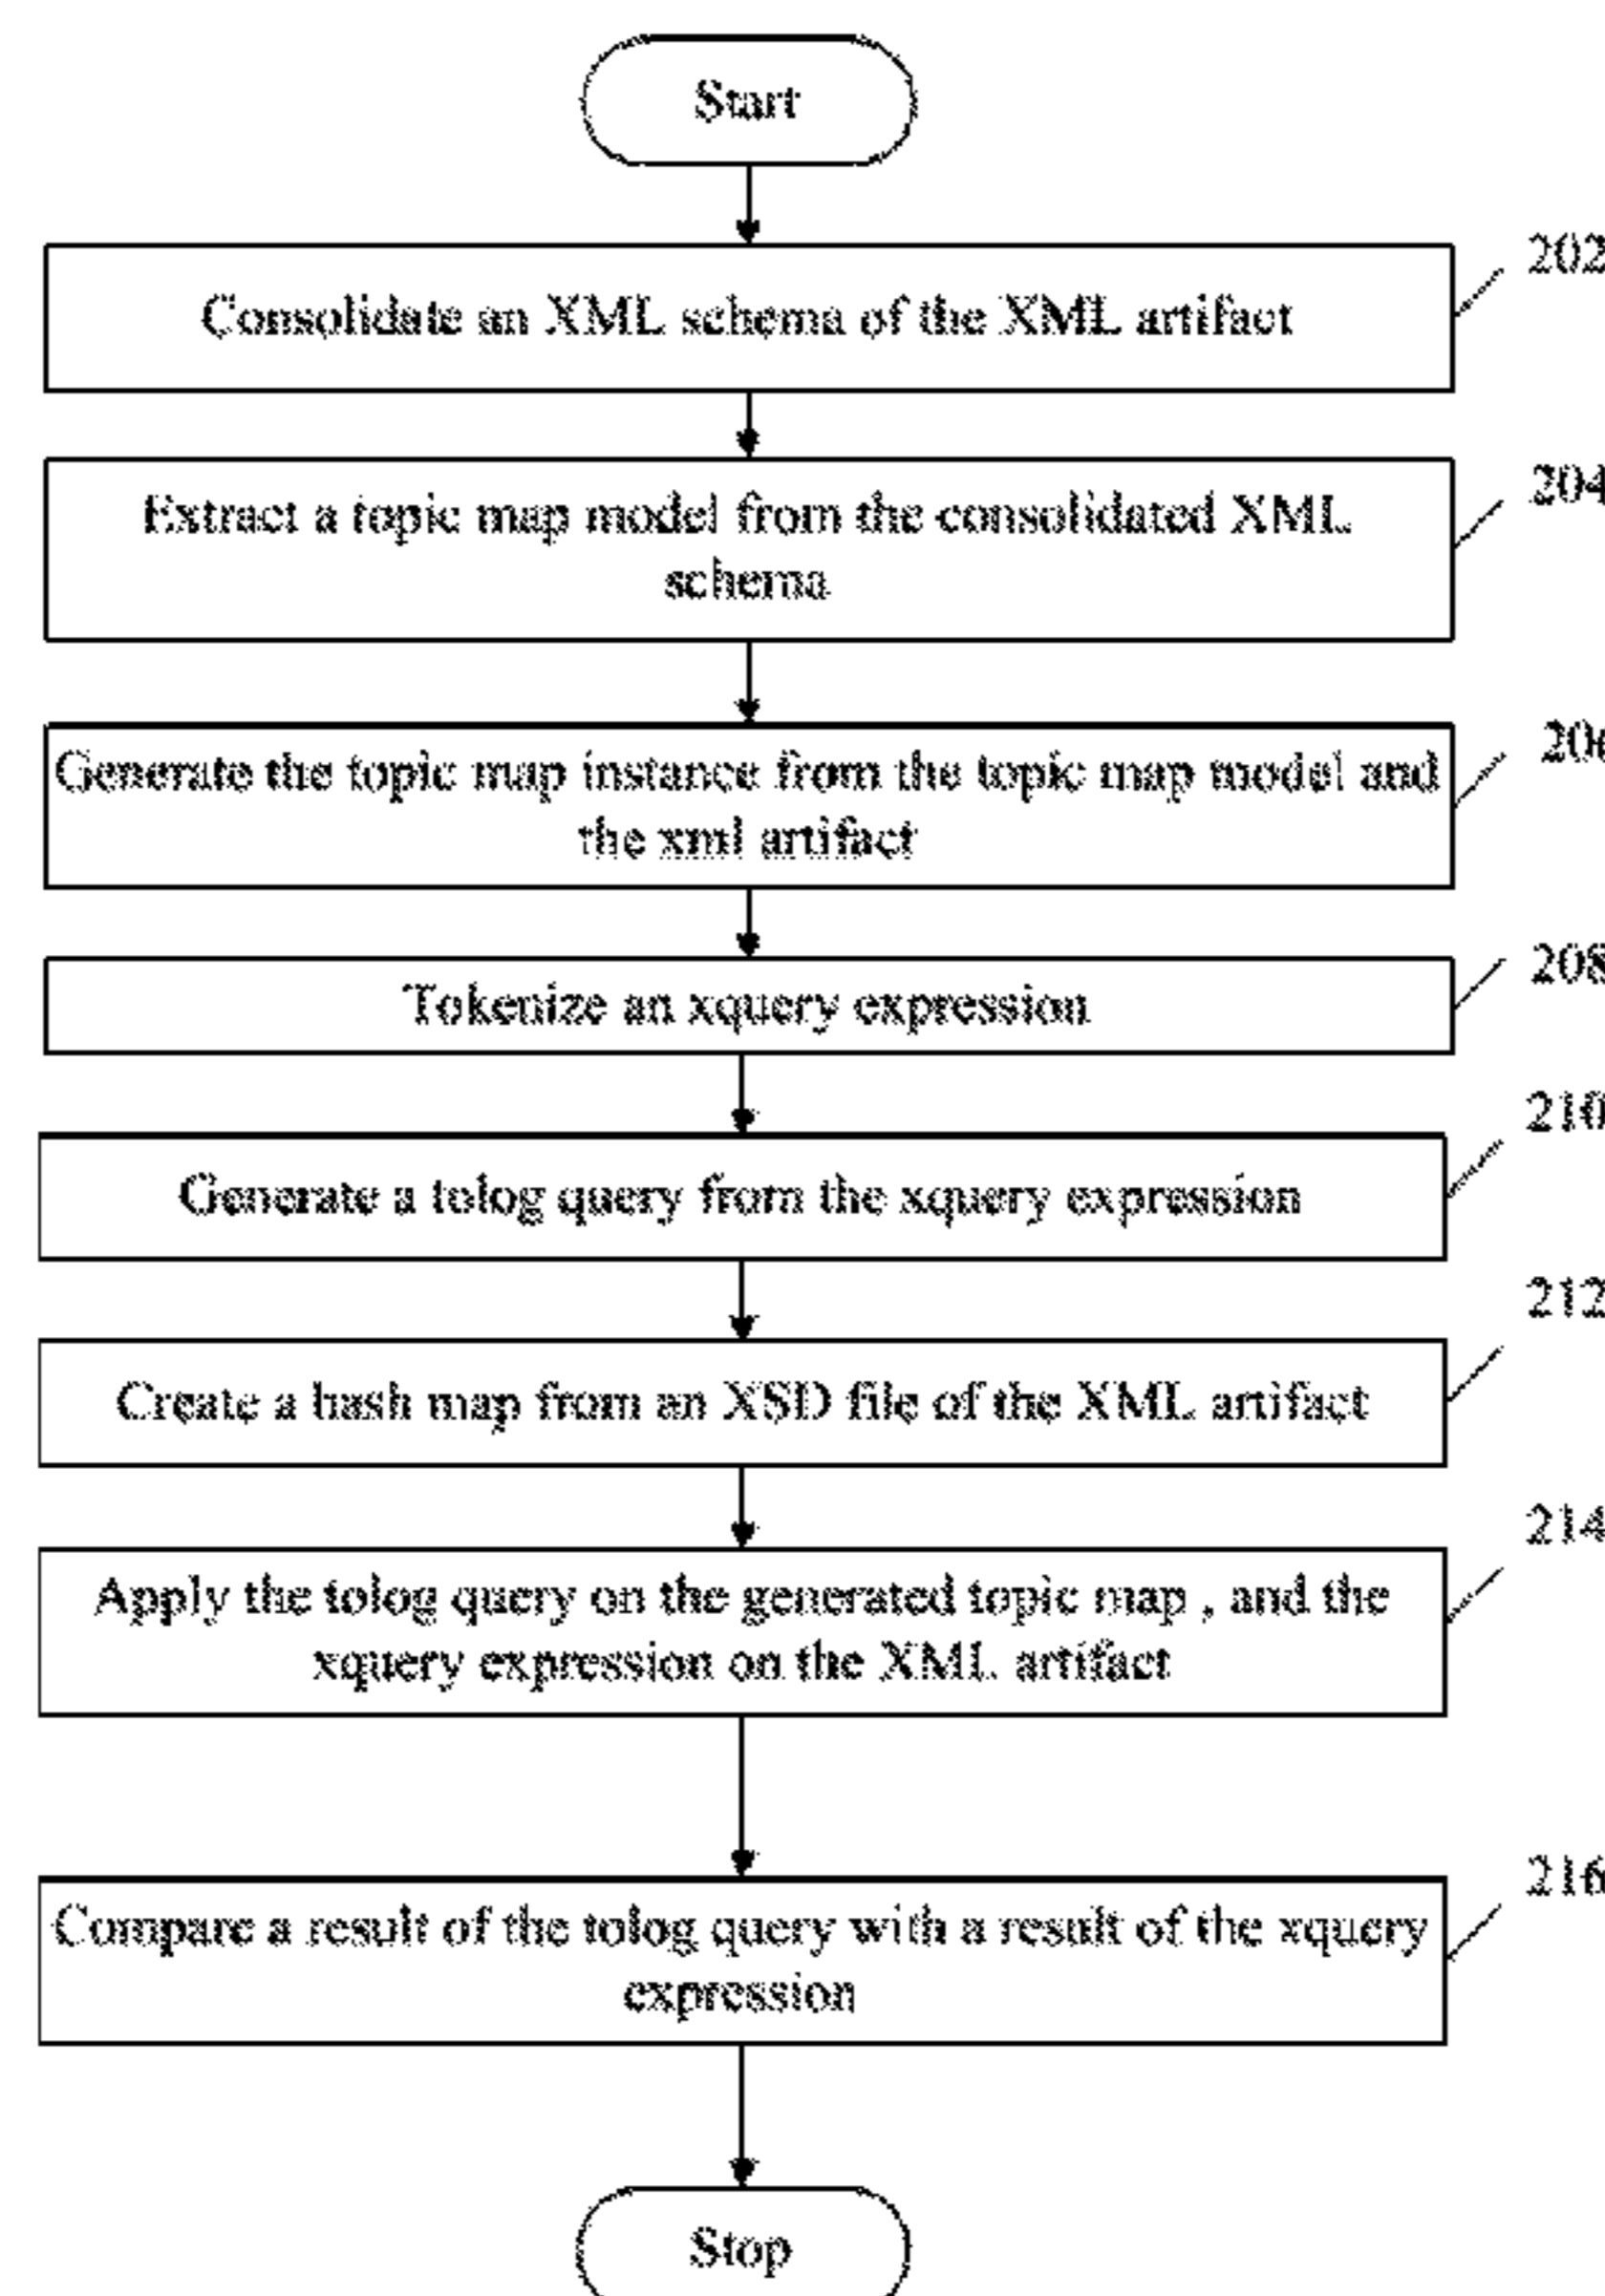 Start
202
Consolidate an XML schema of the XML artifact
204
Extract a topic map model from the consolidated XML
schema
206
Generate the topic map instance from the topic map model and
the xml artifact
208
Tokenize an xquery expression
210
Generate a tolog query from the xquery expression
212
Create a hash map from an XSD file of the XML artifact
214
Apply the tolog query on the generated topic map , and the
xquery expression on the XML artifact
216
Compare a result of the tolog query with a result of the xquery
expression
Stop